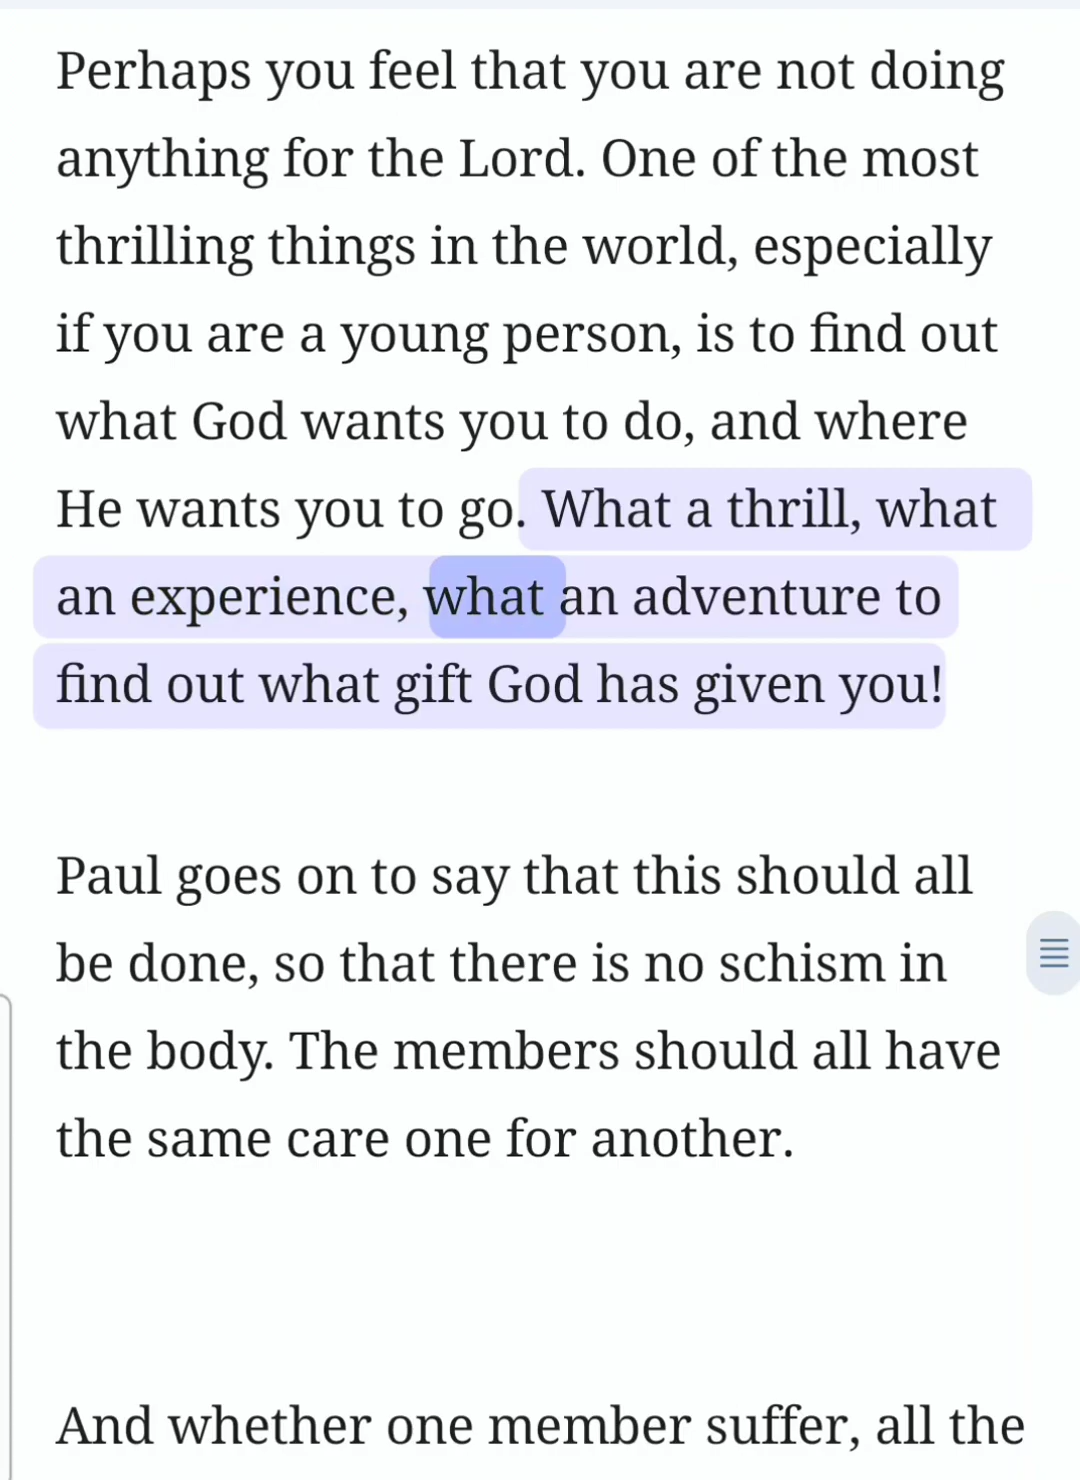 Perhaps you feel that you are not doing
anything for the Lord. One of the most
thrilling things in the world, especially
if you are a young person, is to find out
what God wants you to do, and where
He wants you to go. What a thrill, what
an experience, what an adventure to
find out what gift God has given you!
Paul goes on to say that this should all
be done, so that there is no schism in
the body. The members should all have
the same care one for another.
And whether one member suffer, all the